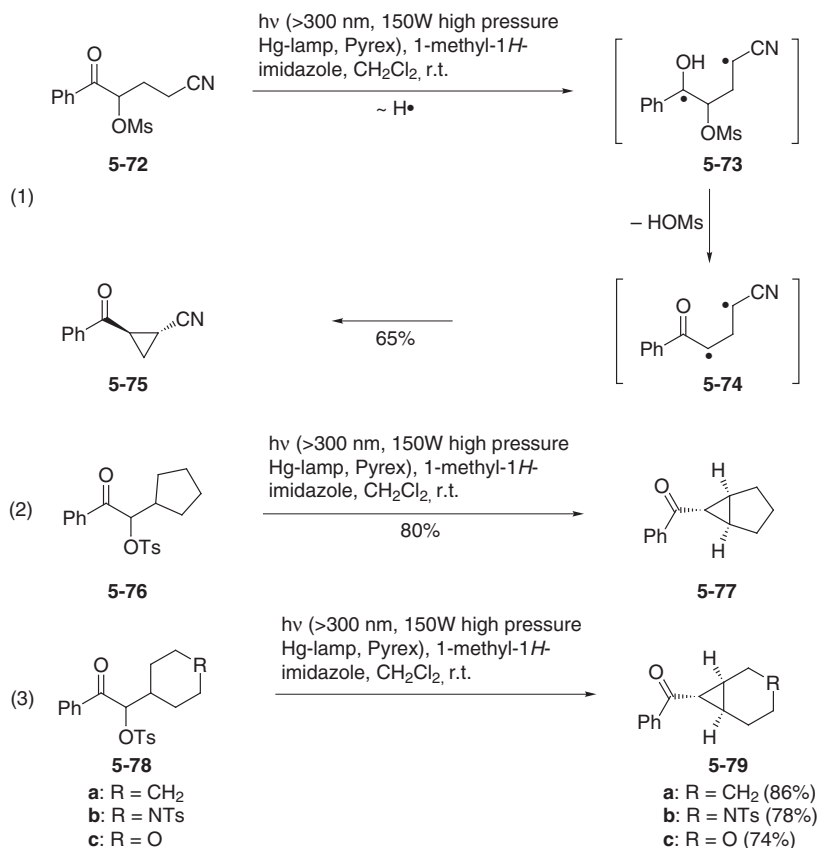 hν (>300 nm, 150W high pressure
Hg-lamp, Pyrex), 1-methyl-1H-
imidazole, CH₂Cl₂, r.t.
~ H•
O
Ph
CN
OMs
5-72
OH
CN
Ph
OMs
5-73
(1)
– HOMs
O
Ph
CN
5-75
65%
O
CN
Ph
5-74
(2)
O
Ph
OTs
5-76
hν (>300 nm, 150W high pressure
Hg-lamp, Pyrex), 1-methyl-1H-
imidazole, CH₂Cl₂, r.t.
80%
O
H
Ph
H
5-77
(3)
O
R
Ph
OTs
5-78
a: R = CH₂
b: R = NTs
c: R = O
hν (>300 nm, 150W high pressure
Hg-lamp, Pyrex), 1-methyl-1H-
imidazole, CH₂Cl₂, r.t.
O
H
R
Ph
H
5-79
a: R = CH₂ (86%)
b: R = NTs (78%)
c: R = O (74%)